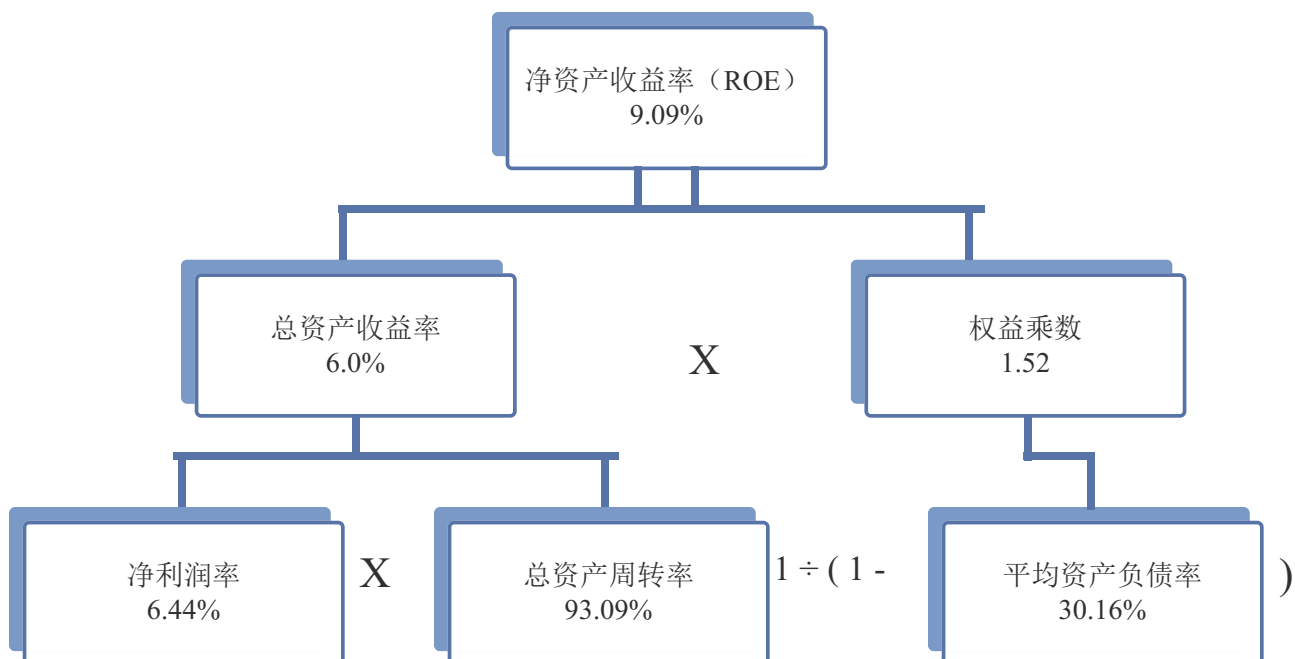 净资产收益率（ROE）
9.09%
总资产收益率
6.0%
X
权益乘数
1.52
净利润率
6.44%
X
总资产周转率
93.09%
1 ÷ ( 1 -
平均资产负债率
30.16%
)